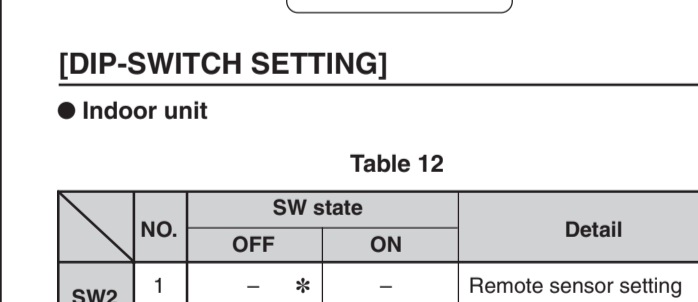 [DIP-SWITCH SETTING]
● Indoor unit
Table 12
NO. SW state Detail
OFF ON
SW2 1 – ✻ – Remote sensor setting